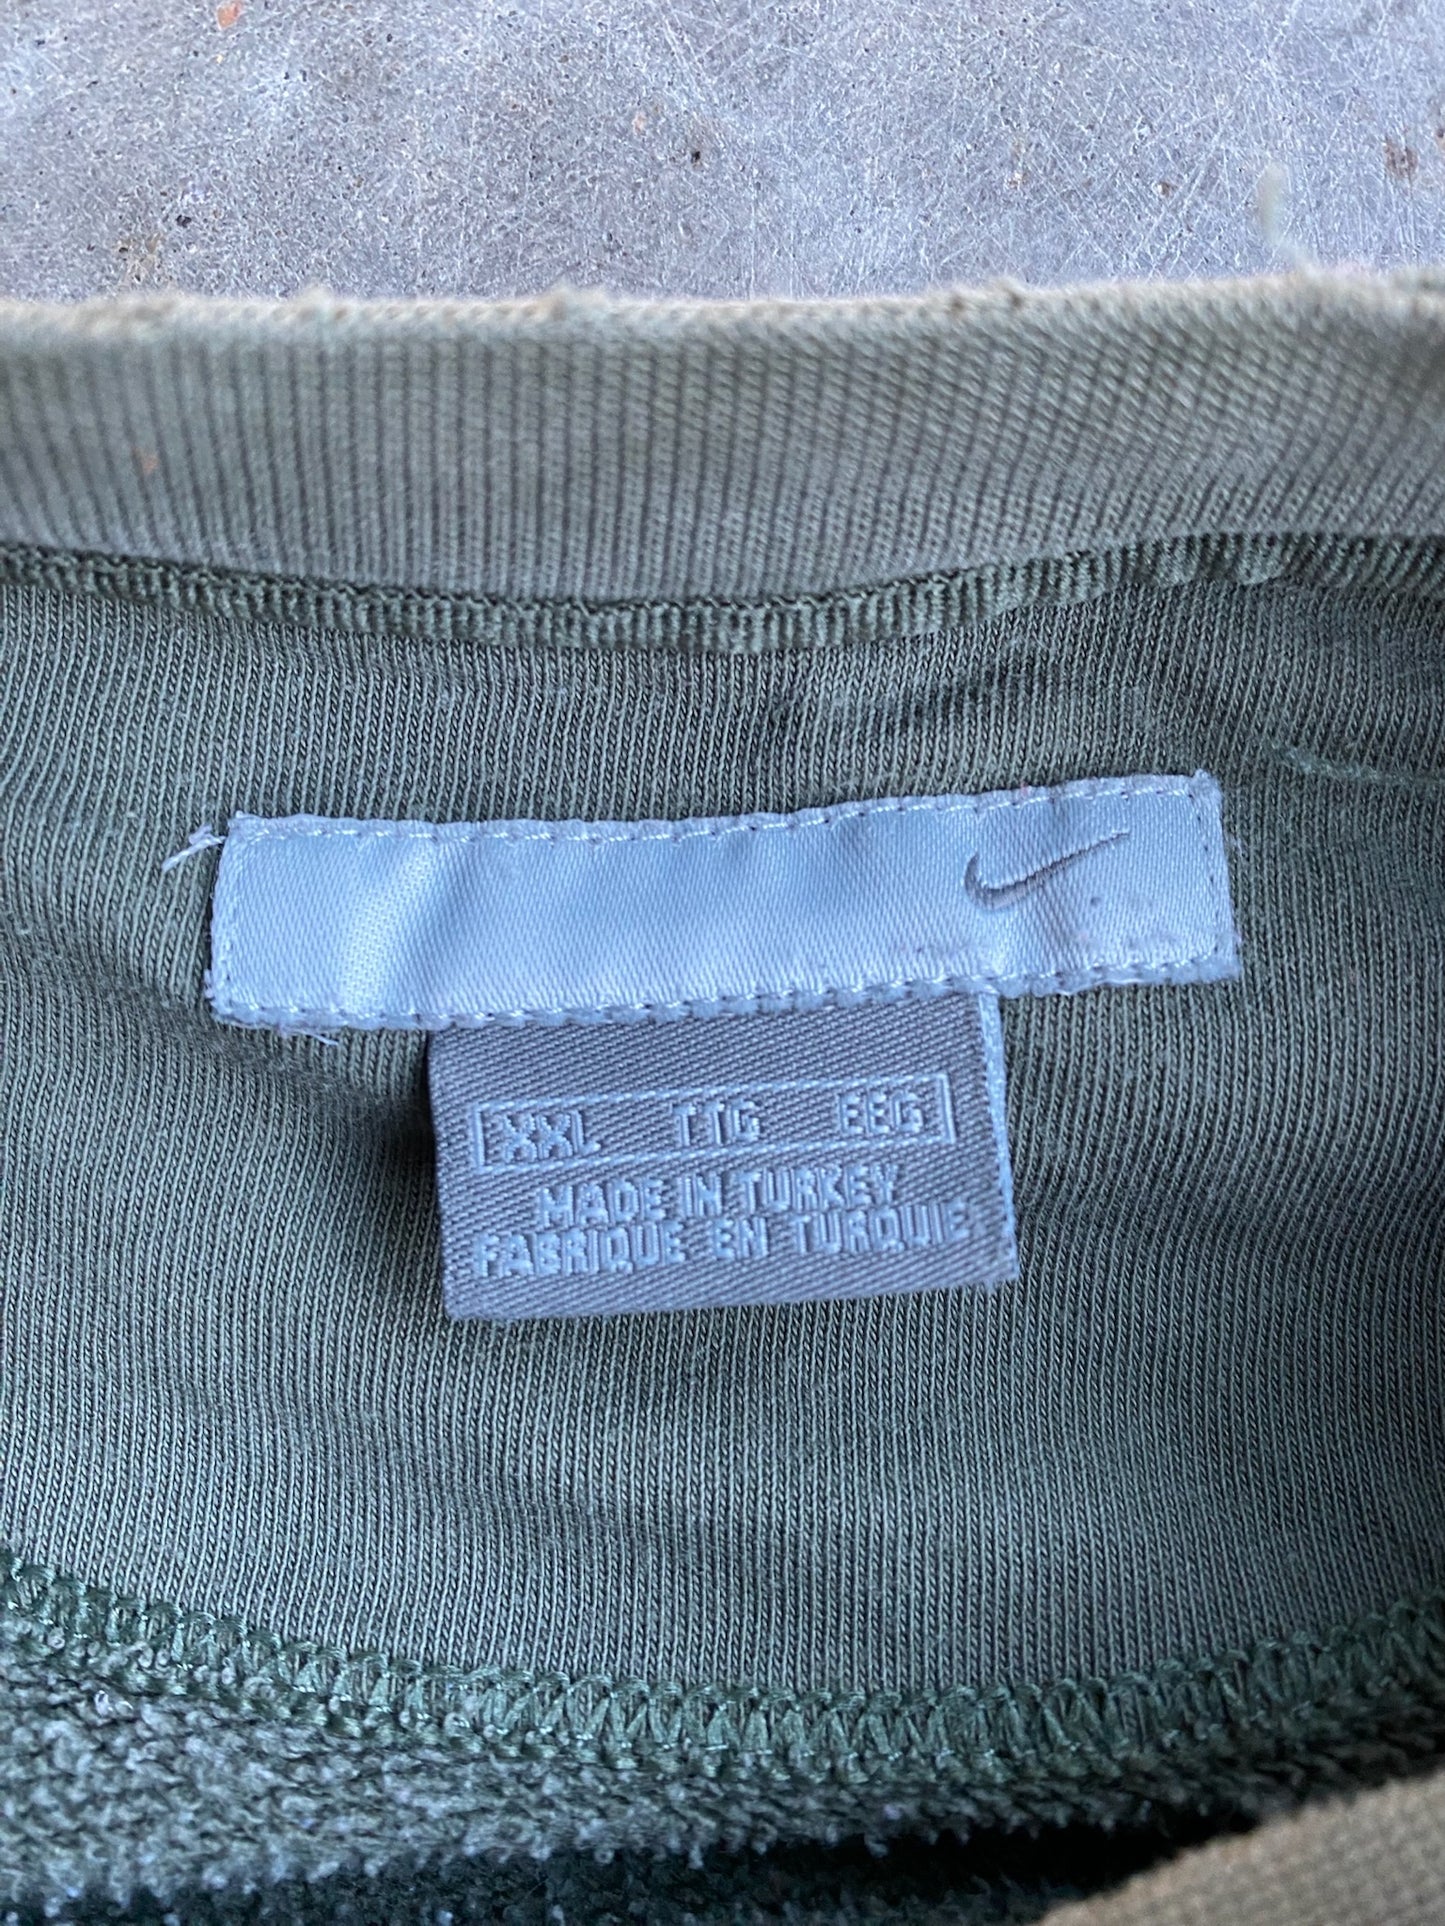 XXL TTG EEG
MADE IN TURKEY
FABRIQUE EN TURQUIE